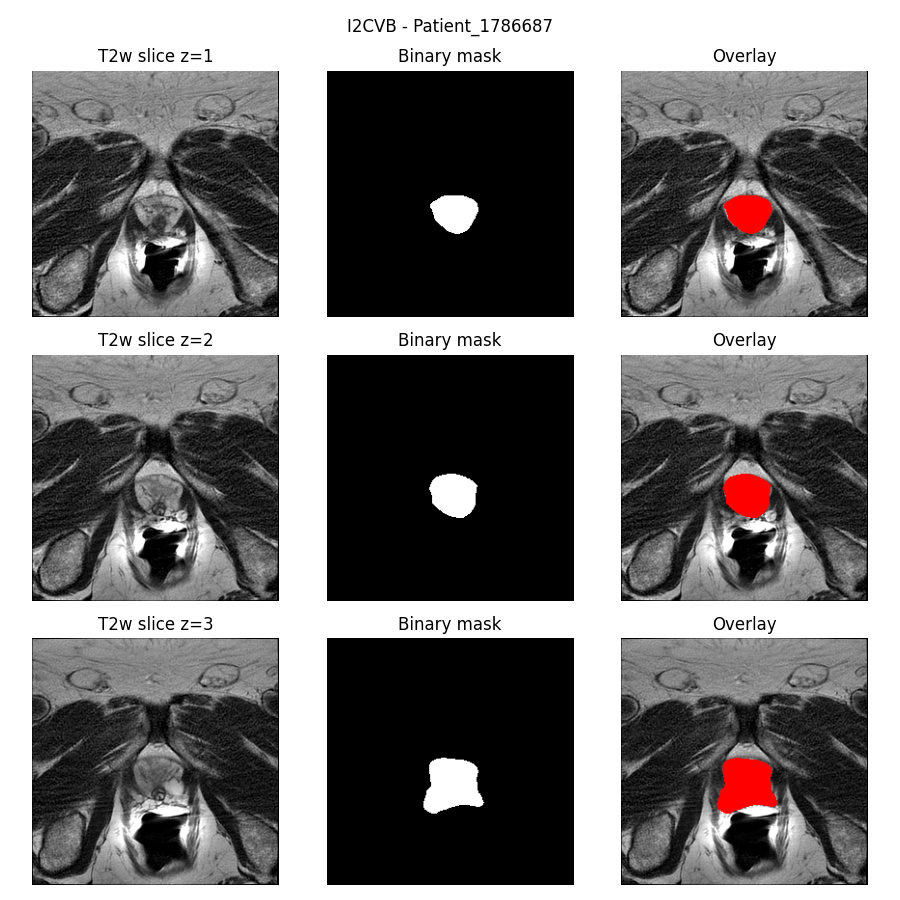 I2CVB - Patient_1786687
T2w slice z=1
Binary mask
Overlay
T2w slice z=2
Binary mask
Overlay
T2w slice z=3
Binary mask
Overlay